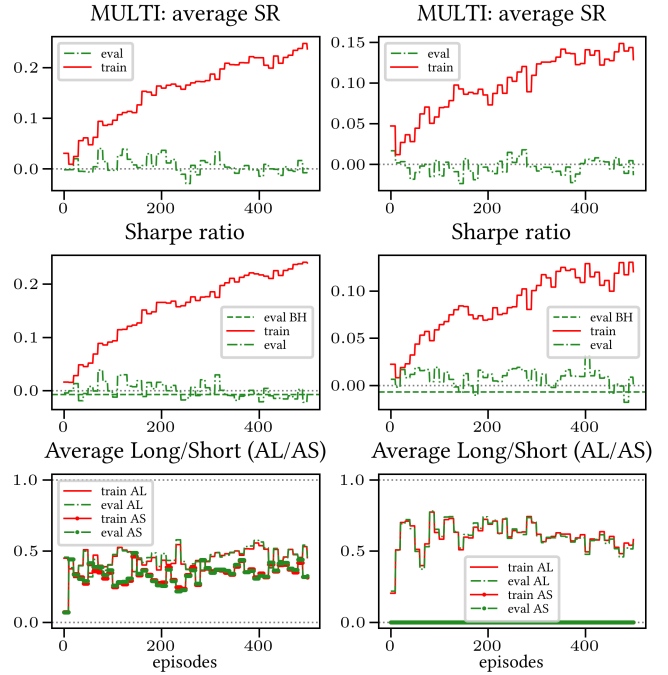 MULTI: average SR
eval
train
0.2
0.0
0
200
400
MULTI: average SR
eval
train
0.15
0.10
0.05
0.00
0
200
400
Sharpe ratio
eval BH
train
eval
0.2
0.1
0.0
0
200
400
Sharpe ratio
eval BH
train
eval
0.10
0.05
0.00
0
200
400
Average Long/Short (AL/AS)
train AL
eval AL
train AS
eval AS
1.0
0.5
0.0
0
200
400
episodes
Average Long/Short (AL/AS)
train AL
eval AL
train AS
eval AS
1.0
0.5
0.0
0
200
400
episodes